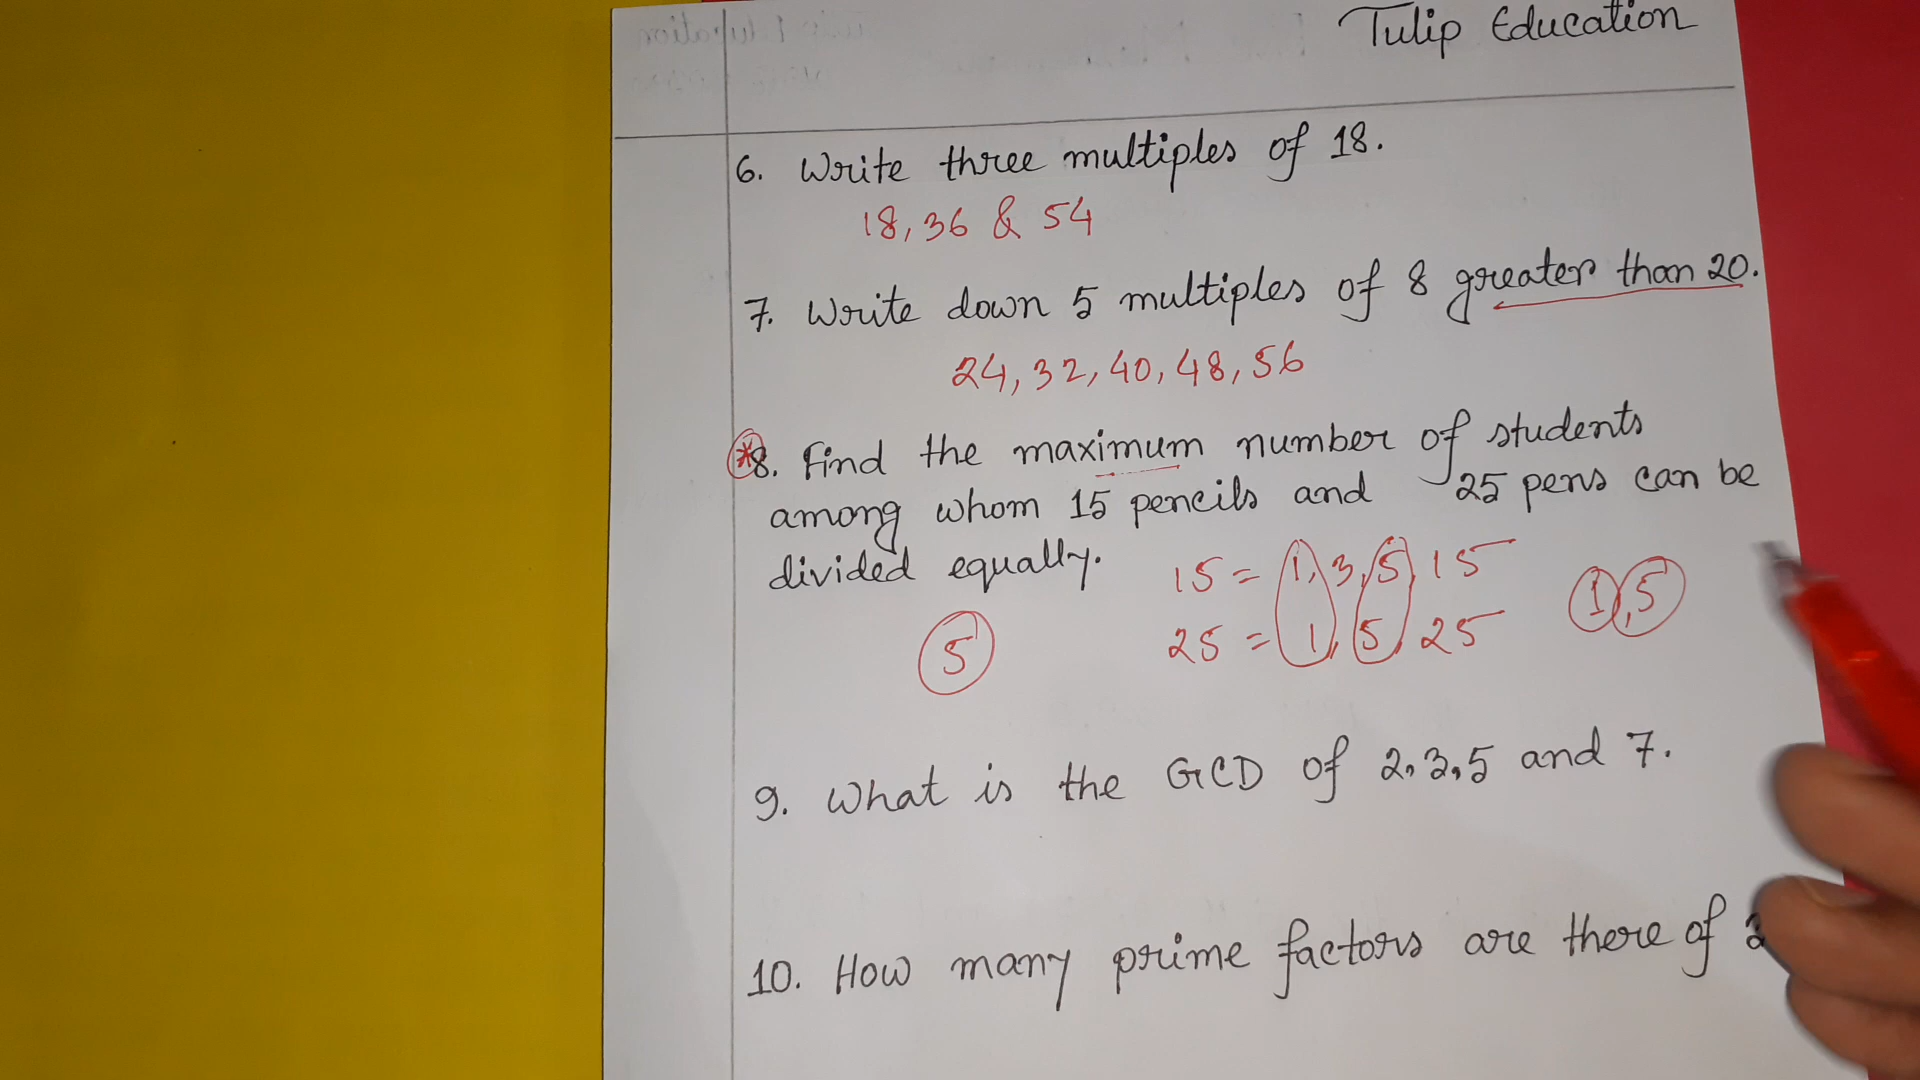 Tulip Education
6. Write three multiples of 18.
18, 36 & 54
7. Write down 5 multiples of 8 greater than 20.
24, 32, 40, 48, 56
*8. Find the maximum number of students
among whom 15 pencils and 25 pens can be
divided equally.
15 = 1, 3, 5, 15
25 = 1, 5, 25
1, 5
5
9. What is the GCD of 2, 3, 5 and 7.
10. How many prime factors are there of